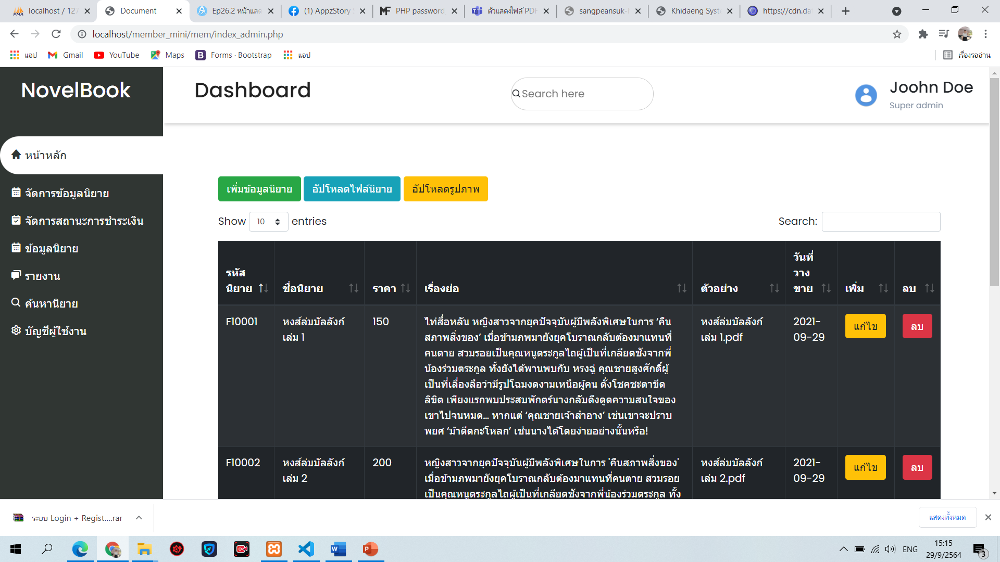 localhost / 127
Document
Ep26.2 หน้าแสด
(1) AppzStory
PHP password
ตัวแสดงไฟล์ PDF
sangpeansuk-
Khidaeng Syst
https://cdn.da
localhost/member_mini/mem/index_admin.php
แอป
Gmail
YouTube
Maps
Forms · Bootstrap
แอป
เรื่องรออ่าน
NovelBook
Dashboard
Search here
Joohn Doe
Super admin
หน้าหลัก
จัดการข้อมูลนิยาย
จัดการสถานะการชำระเงิน
ข้อมูลนิยาย
รายงาน
ค้นหานิยาย
บัญชีผู้ใช้งาน
เพิ่มข้อมูลนิยาย
อัปโหลดไฟล์นิยาย
อัปโหลดรูปภาพ
Show 10 entries
Search:
รหัส
นิยาย
ชื่อนิยาย
ราคา
เรื่องย่อ
ตัวอย่าง
วันที่
วาง
ขาย
เพิ่ม
ลบ
F10001
หงส์ล่มบัลลังก์
เล่ม 1
150
ไท่สื่อหลัน หญิงสาวจากยุคปัจจุบันผู้มีพลังพิเศษในการ ‘คืน
สภาพสิ่งของ’ เมื่อข้ามภพมายังยุคโบราณกลับต้องมาแทนที่
คนตาย สวมรอยเป็นคุณหนูตระกูลไถผู้เป็นที่เกลียดชังจากพี่
น้องร่วมตระกูล ทั้งยังได้พานพบกับ หรงฉู่ คุณชายสูงศักดิ์ผู้
เป็นที่เลื่องลือว่ามีรูปโฉมงดงามเหนือผู้คน ดั่งโชคชะตาขีด
ลิขิต เพียงแรกพบประสบพักตร์นางกลับดึงดูดความสนใจของ
เขาไปจนหมด... หากแต่ ‘คุณชายเจ้าสำอาง’ เช่นเขาจะปราบ
พยศ ‘ม้าดีดกะโหลก’ เช่นนางได้โดยง่ายอย่างนั้นหรือ!
หงส์ล่มบัลลังก์
เล่ม 1.pdf
2021-
09-29
แก้ไข
ลบ
F10002
หงส์ล่มบัลลังก์
เล่ม 2
200
หญิงสาวจากยุคปัจจุบันผู้มีพลังพิเศษในการ 'คืนสภาพสิ่งของ'
เมื่อข้ามภพมายังยุคโบราณกลับต้องมาแทนที่คนตาย สวมรอย
เป็นคุณหนูตระกูลไถผู้เป็นที่เกลียดชังจากพี่น้องร่วมตระกูล ทั้ง
หงส์ล่มบัลลังก์
เล่ม 2.pdf
2021-
09-29
แก้ไข
ลบ
ระบบ Login + Regist....rar
แสดงทั้งหมด
ENG
15:15
29/9/2564
3